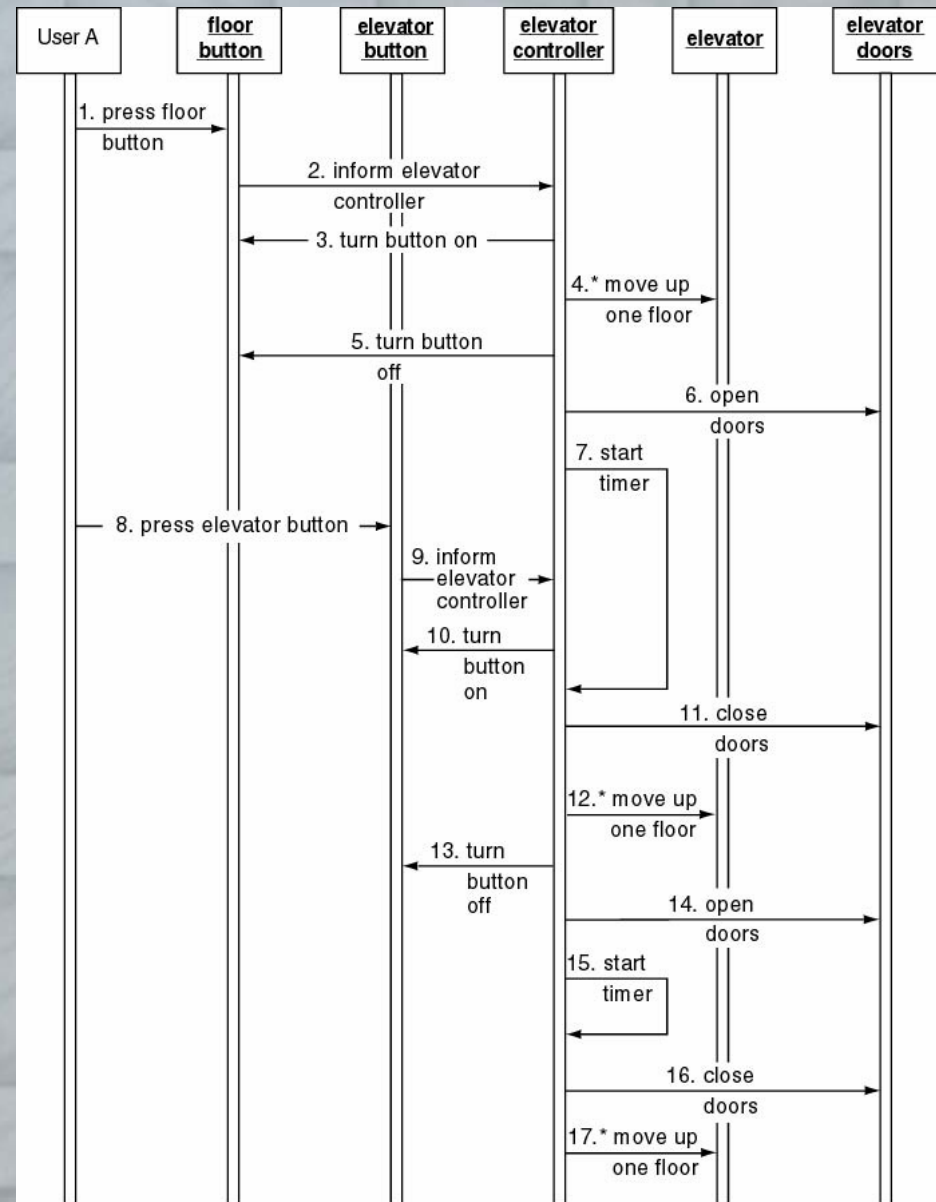 User A
floor
button
elevator
button
elevator
controller
elevator
elevator
doors
1. press floor
button
2. inform elevator
controller
3. turn button on
4.* move up
one floor
5. turn button
off
6. open
doors
7. start
timer
8. press elevator button
9. inform
elevator
controller
10. turn
button
on
11. close
doors
12.* move up
one floor
13. turn
button
off
14. open
doors
15. start
timer
16. close
doors
17.* move up
one floor